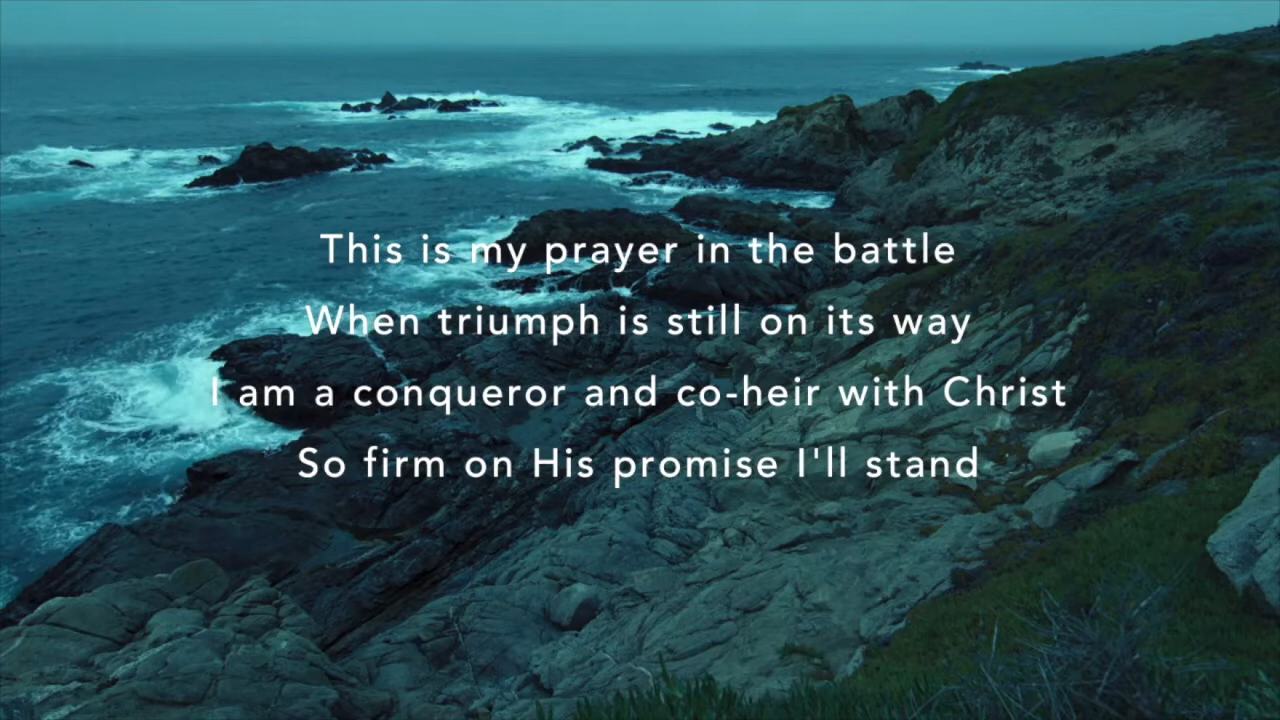 This is my prayer in the battle
When triumph is still on its way
I am a conqueror and co-heir with Christ
So firm on His promise I'll stand